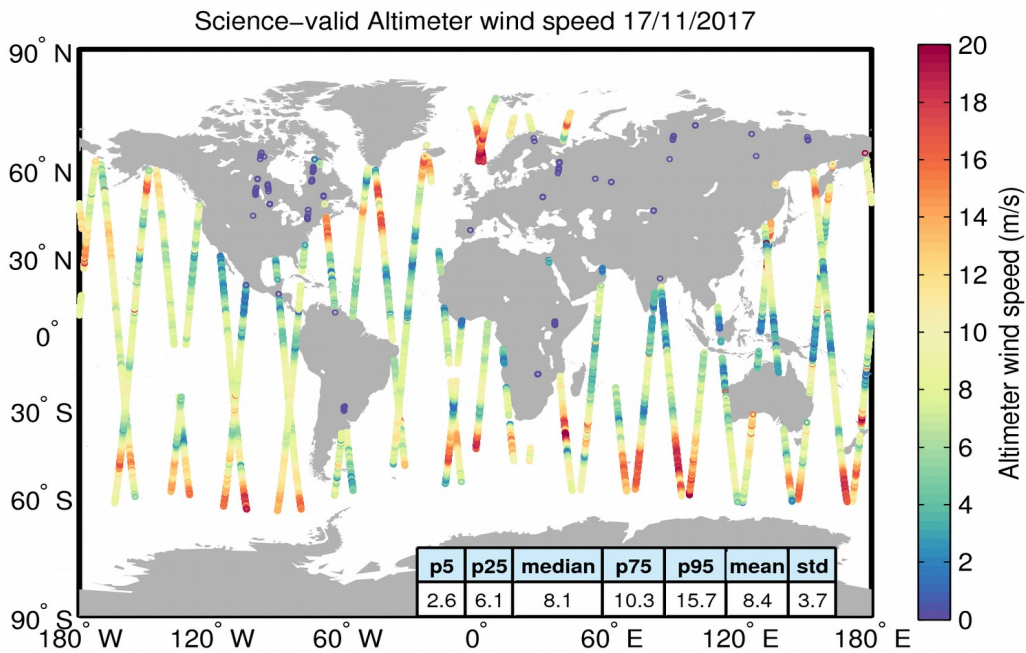 Science−valid Altimeter wind speed 17/11/2017
90° N
60° N
30° N
0°
30° S
60° S
90° S
180° W
120° W
60° W
0°
60° E
120° E
180° E
p5 p25 median p75 p95 mean std
2.6 6.1 8.1 10.3 15.7 8.4 3.7
20
18
16
14
12
10
8
6
4
2
0
Altimeter wind speed (m/s)